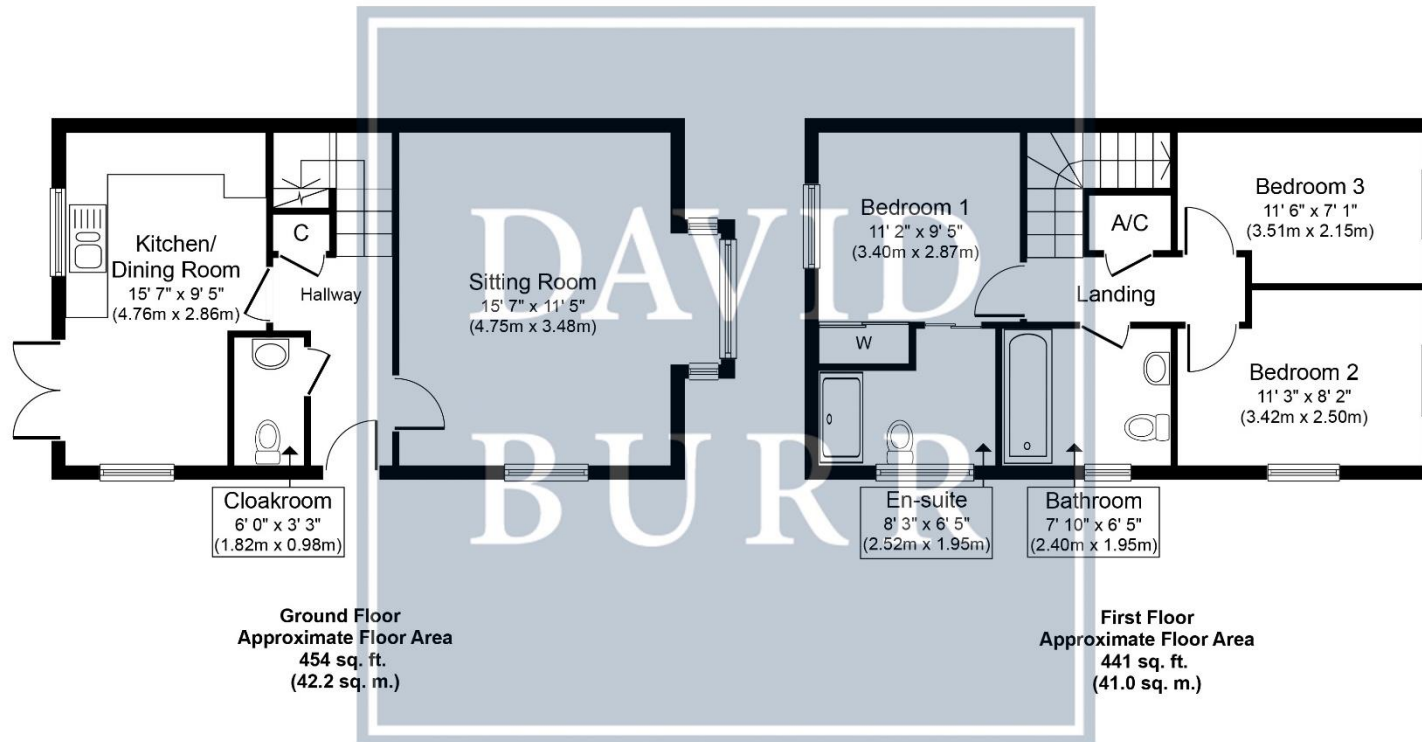 DAVID
BURR
Kitchen/
Dining Room
15' 7" x 9' 5"
(4.76m x 2.86m)
C
Hallway
Sitting Room
15' 7" x 11' 5"
(4.75m x 3.48m)
Cloakroom
6' 0" x 3' 3"
(1.82m x 0.98m)
Ground Floor
Approximate Floor Area
454 sq. ft.
(42.2 sq. m.)
Bedroom 1
11' 2" x 9' 5"
(3.40m x 2.87m)
W
A/C
Landing
Bedroom 3
11' 6" x 7' 1"
(3.51m x 2.15m)
Bedroom 2
11' 3" x 8' 2"
(3.42m x 2.50m)
En-suite
8' 3" x 6' 5"
(2.52m x 1.95m)
Bathroom
7' 10" x 6' 5"
(2.40m x 1.95m)
First Floor
Approximate Floor Area
441 sq. ft.
(41.0 sq. m.)